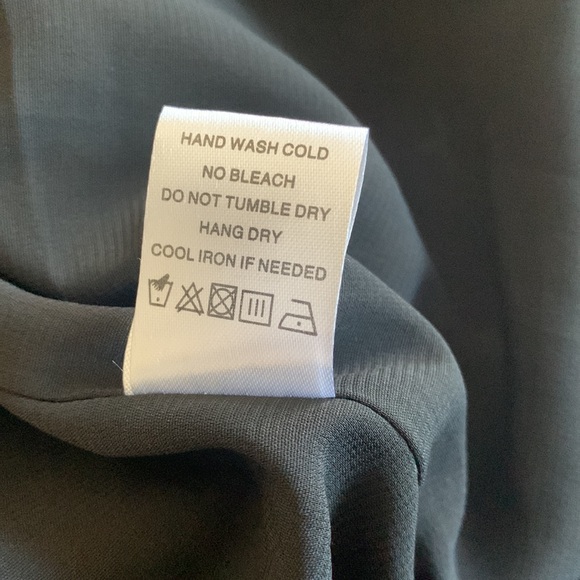 HAND WASH COLD
NO BLEACH
DO NOT TUMBLE DRY
HANG DRY
COOL IRON IF NEEDED